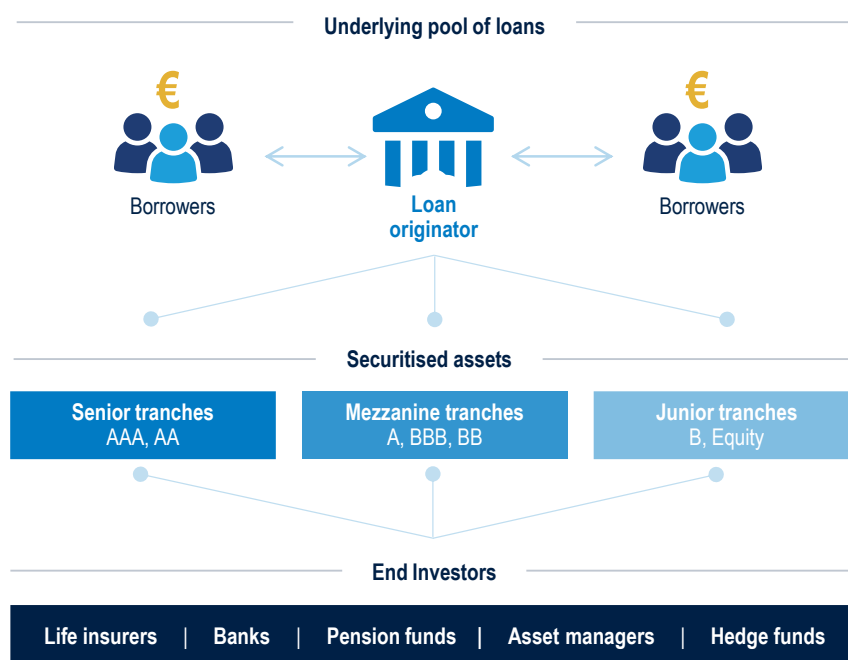 Underlying pool of loans
€
€
Borrowers
Loan
originator
Borrowers
Securitised assets
Senior tranches
AAA, AA
Mezzanine tranches
A, BBB, BB
Junior tranches
B, Equity
End Investors
Life insurers | Banks | Pension funds | Asset managers | Hedge funds